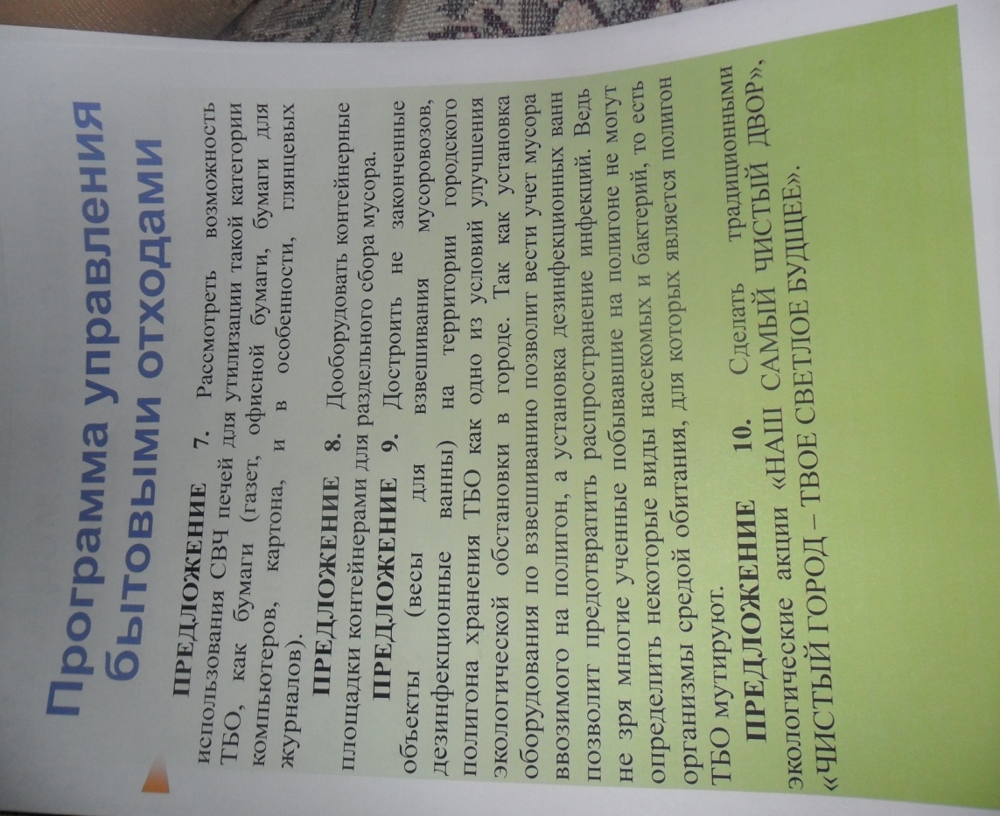 Программа управления
бытовыми отходами
ПРЕДЛОЖЕНИЕ 7. Рассмотреть возможность
использования СВЧ печей для утилизации такой категории
ТБО, как бумаги (газет, офисной бумаги, бумаги для
компьютеров, картона, и в особенности, глянцевых
журналов).
ПРЕДЛОЖЕНИЕ 8. Дооборудовать контейнерные
площадки контейнерами для раздельного сбора мусора.
ПРЕДЛОЖЕНИЕ 9. Достроить не законченные
объекты (весы для взвешивания мусоровозов,
дезинфекционные ванны) на территории городского
полигона хранения ТБО как одно из условий улучшения
экологической обстановки в городе. Так как установка
оборудования по взвешиванию позволит вести учет мусора
ввозимого на полигон, а установка дезинфекционных ванн
позволит предотвратить распространение инфекций. Ведь
не зря многие ученные побывавшие на полигоне не могут
определить некоторые виды насекомых и бактерий, то есть
организмы средой обитания, для которых является полигон
ТБО мутируют.
ПРЕДЛОЖЕНИЕ 10. Сделать традиционными
экологические акции «НАШ САМЫЙ ЧИСТЫЙ ДВОР»,
«ЧИСТЫЙ ГОРОД – ТВОЕ СВЕТЛОЕ БУДЩЕЕ».